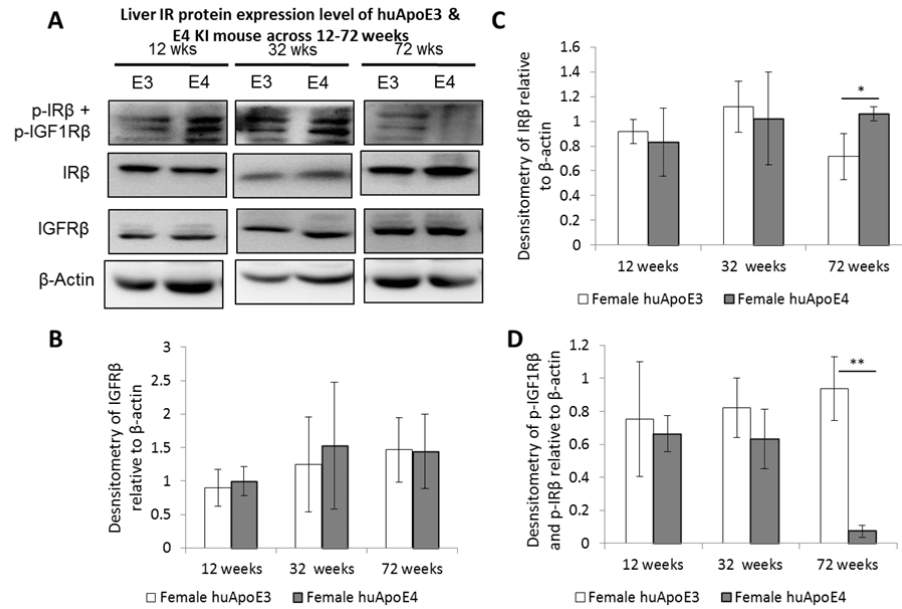 A
Liver IR protein expression level of huApoE3 &
E4 KI mouse across 12-72 weeks
12 wks 32 wks 72 wks
E3 E4 E3 E4 E3 E4
p-IRβ +
p-IGF1Rβ
IRβ
IGFRβ
β-Actin
B
Desnsitometry of IGFRβ
relative to β-actin
3
2.5
2
1.5
1
0.5
0
12 weeks 32 weeks 72 weeks
Female huApoE3 Female huApoE4
C
Desnsitometry of IRβ relative
to β-actin
1.6
1.4
1.2
1
0.8
0.6
0.4
0.2
0
*
12 weeks 32 weeks 72 weeks
Female huApoE3 Female huApoE4
D
Desnsitometry of p-IGF1Rβ
and p-IRβ relative to β-actin
1.2
1
0.8
0.6
0.4
0.2
0
**
12 weeks 32 weeks 72 weeks
Female huApoE3 Female huApoE4